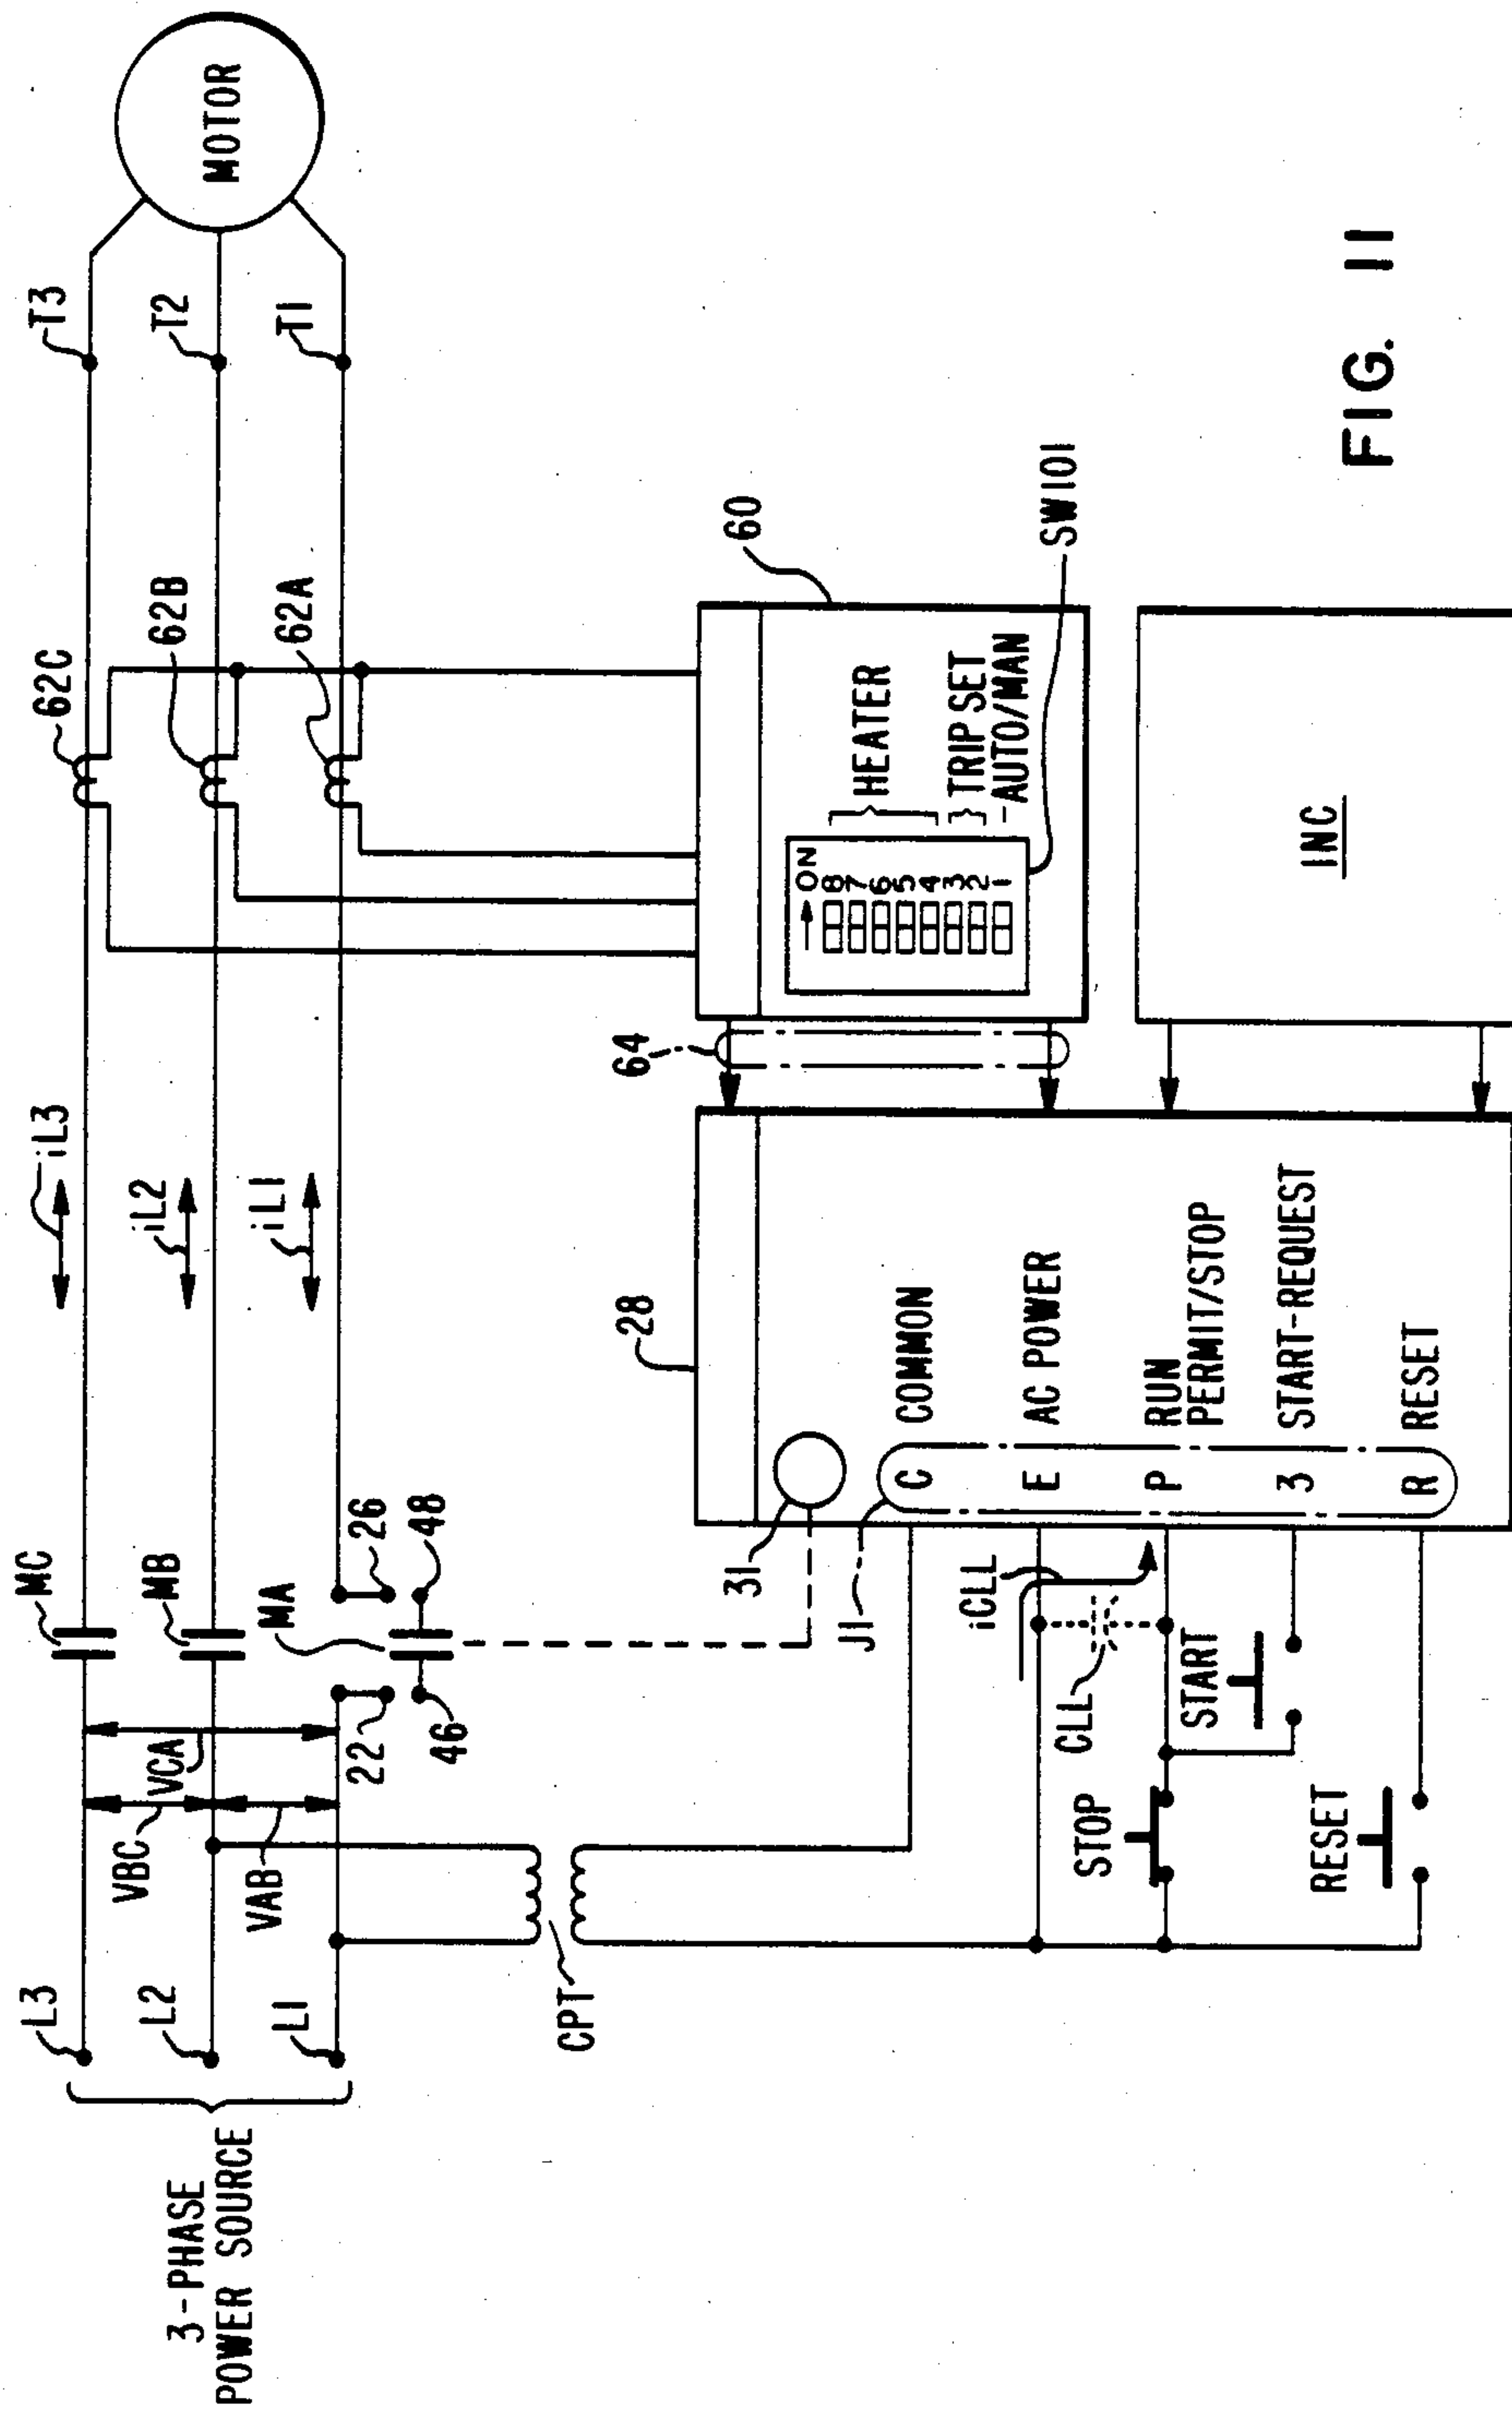 3-PHASE
POWER SOURCE
L3
L2
L1
VBC
VCA
VAB
MC
MB
MA
22
26
46
48
iL3
iL2
iL1
62C
62B
62A
T3
T2
T1
MOTOR
CPT
STOP
START
RESET
CLL
iCLL
J1
31
28
C COMMON
E AC POWER
P RUN
PERMIT/STOP
3 START-REQUEST
R RESET
64
60
ON
8
7
6
5
4
3
2
1
HEATER
TRIP SET
AUTO/MAN
SW101
INC
FIG. 11